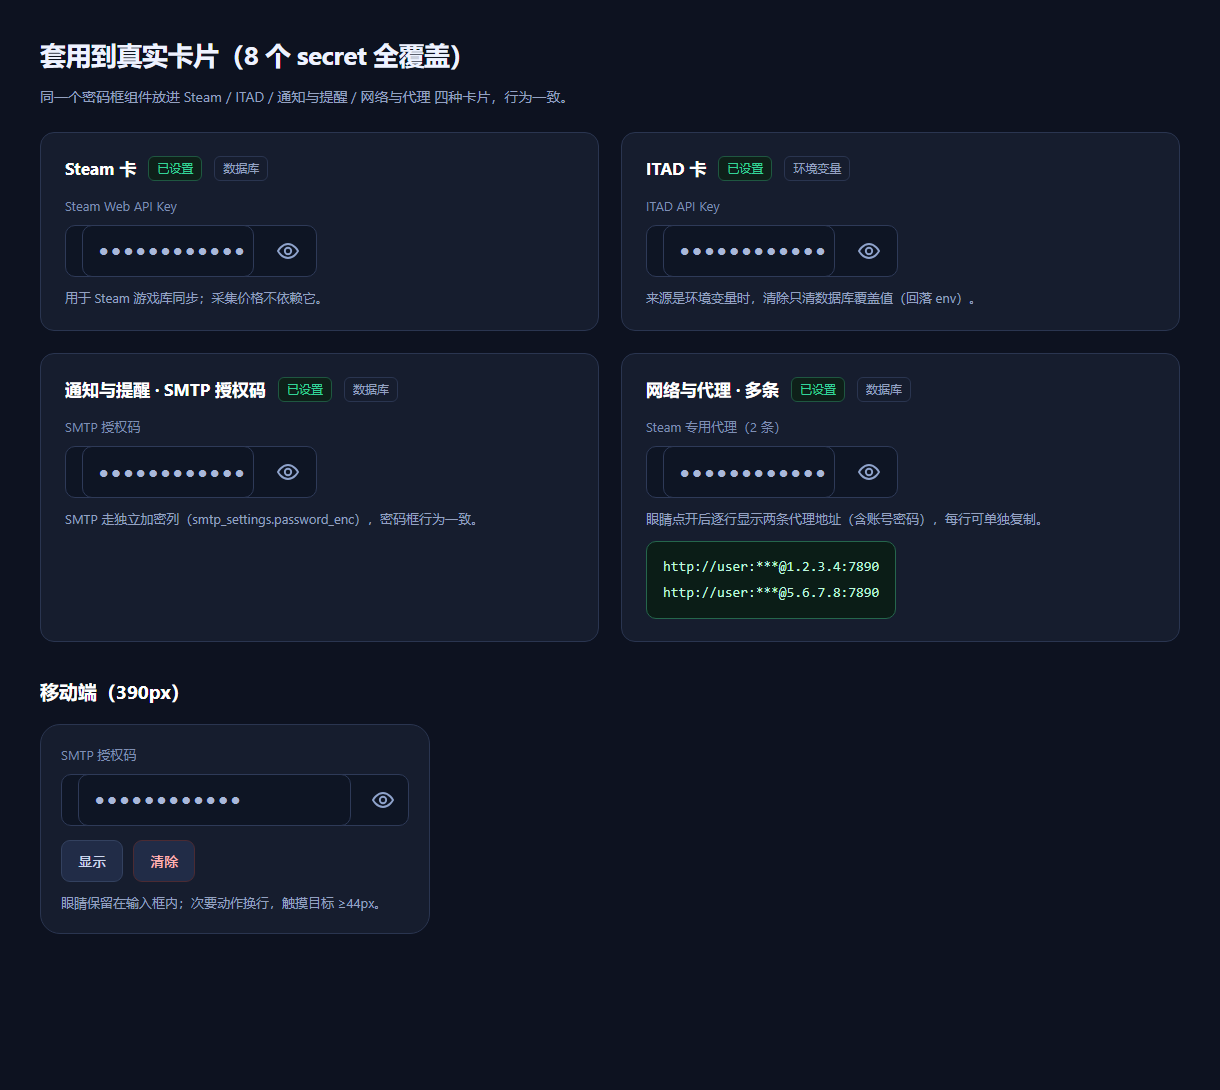 套用到真实卡片（8 个 secret 全覆盖）
同一个密码框组件放进 Steam / ITAD / 通知与提醒 / 网络与代理 四种卡片，行为一致。
Steam 卡 已设置 数据库
Steam Web API Key
●●●●●●●●●●●●
用于 Steam 游戏库同步；采集价格不依赖它。
ITAD 卡 已设置 环境变量
ITAD API Key
●●●●●●●●●●●●
来源是环境变量时，清除只清数据库覆盖值（回落 env）。
通知与提醒 · SMTP 授权码 已设置 数据库
SMTP 授权码
●●●●●●●●●●●●
SMTP 走独立加密列（smtp_settings.password_enc），密码框行为一致。
网络与代理 · 多条 已设置 数据库
Steam 专用代理（2 条）
●●●●●●●●●●●●
眼睛点开后逐行显示两条代理地址（含账号密码），每行可单独复制。
http://user:***@1.2.3.4:7890
http://user:***@5.6.7.8:7890
移动端（390px）
SMTP 授权码
●●●●●●●●●●●●
显示 清除
眼睛保留在输入框内；次要动作换行，触摸目标 ≥44px。